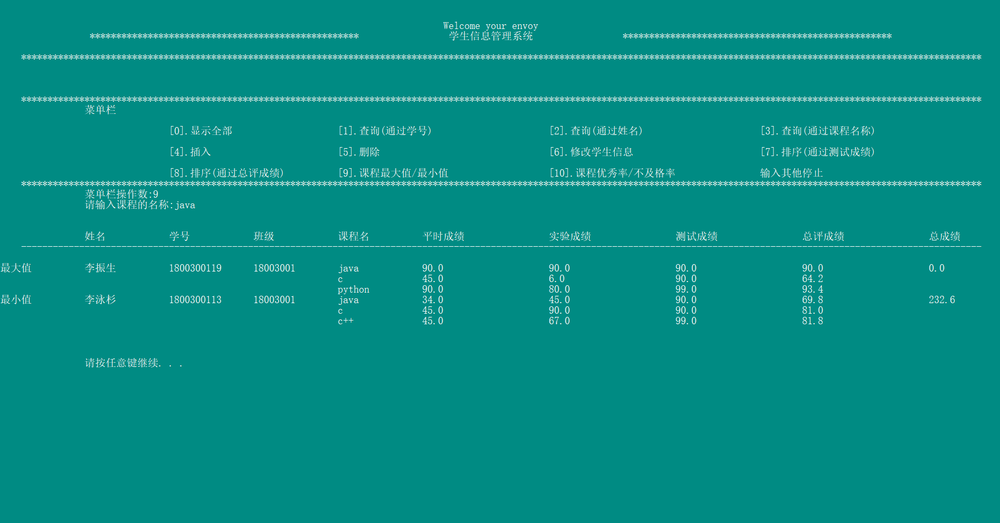 Welcome your envoy
*************************************************** 学生信息管理系统 ***************************************************
**************************************************************************************************************************************************************************************
**************************************************************************************************************************************************************************************
菜单栏
[0].显示全部 [1].查询(通过学号) [2].查询(通过姓名) [3].查询(通过课程名称)
[4].插入 [5].删除 [6].修改学生信息 [7].排序(通过测试成绩)
[8].排序(通过总评成绩) [9].课程最大值/最小值 [10].课程优秀率/不及格率 输入其他停止
**************************************************************************************************************************************************************************************
菜单栏操作数:9
请输入课程的名称:java
姓名 学号 班级 课程名 平时成绩 实验成绩 测试成绩 总评成绩 总成绩
--------------------------------------------------------------------------------------------------------------------------------------------------------------------------------------
最大值 李振生 1800300119 18003001 java 90.0 90.0 90.0 90.0 0.0
c 45.0 6.0 90.0 64.2
python 90.0 80.0 99.0 93.4
最小值 李泳杉 1800300113 18003001 java 34.0 45.0 90.0 69.8 232.6
c 45.0 90.0 90.0 81.0
c++ 45.0 67.0 99.0 81.8
请按任意键继续. . .